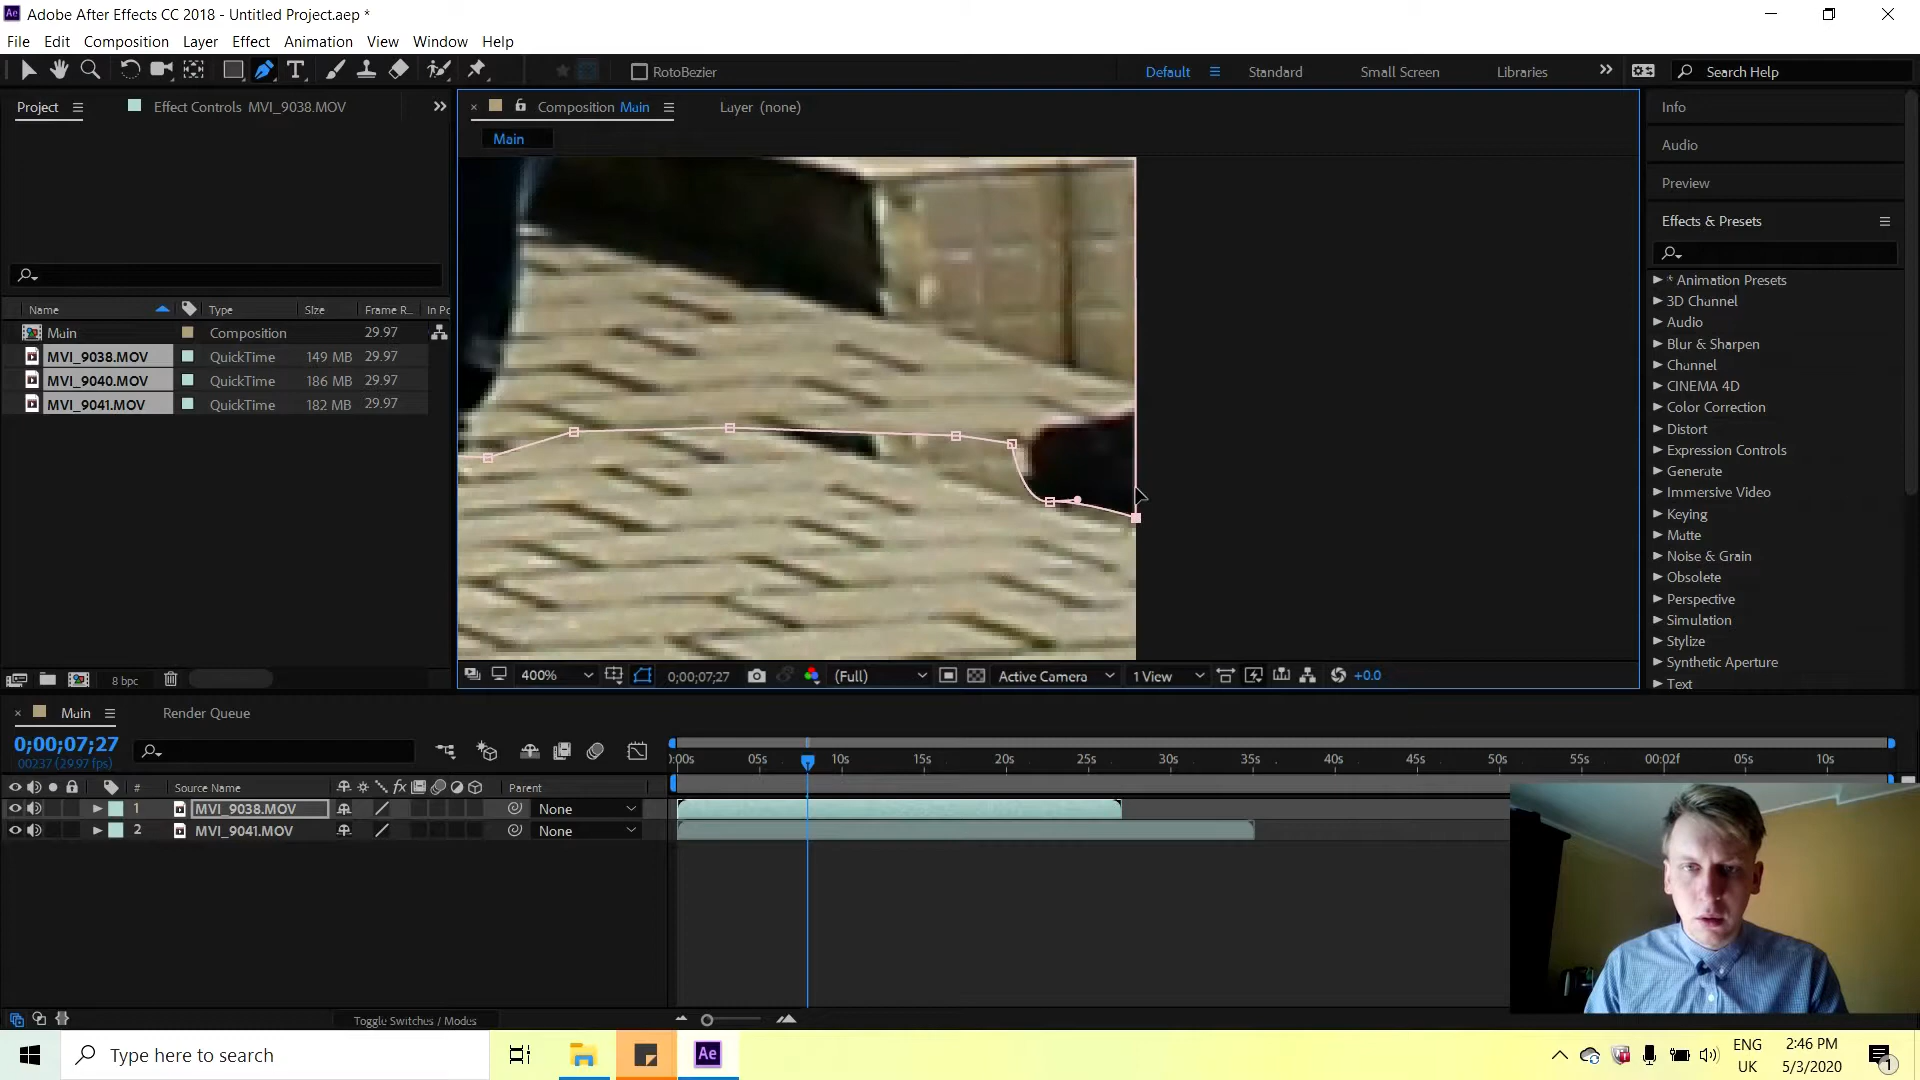 Adobe After Effects CC 2018 - Untitled Project.aep *
File Edit Composition Layer Effect Animation View Window Help
RotoBezier
Default Standard Small Screen Libraries Search Help
Project Effect Controls MVI_9038.MOV
Composition Main Layer (none)
Main
Name Type Size Frame R... In Po
Main Composition 29.97
MVI_9038.MOV QuickTime 149 MB 29.97
MVI_9040.MOV QuickTime 186 MB 29.97
MVI_9041.MOV QuickTime 182 MB 29.97
8 bpc
400% 0;00;07;27 (Full) Active Camera 1 View +0.0
Info
Audio
Preview
Effects & Presets
* Animation Presets
3D Channel
Audio
Blur & Sharpen
Channel
CINEMA 4D
Color Correction
Distort
Expression Controls
Generate
Immersive Video
Keying
Matte
Noise & Grain
Obsolete
Perspective
Simulation
Stylize
Synthetic Aperture
Text
Main Render Queue
0;00;07;27
00237 (29.97 fps)
):00s 05s 10s 15s 20s 25s 30s 35s 40s 45s 50s 55s 00:02f 05s 10s
# Source Name fx Parent
1 MVI_9038.MOV None
2 MVI_9041.MOV None
Toggle Switches / Modes
Type here to search
Ae
ENG
UK
2:46 PM
5/3/2020
1